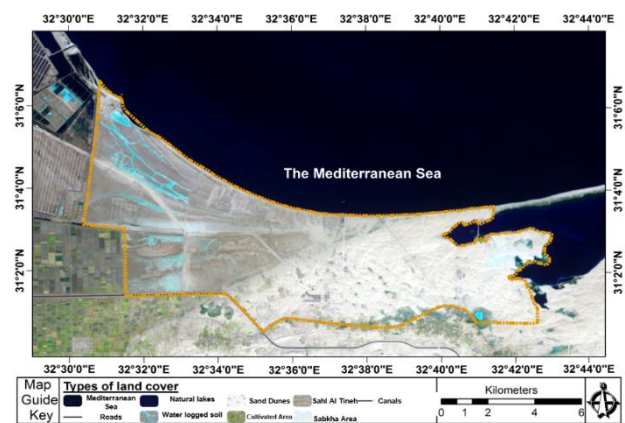 32°30'0"E 32°32'0"E 32°34'0"E 32°36'0"E 32°38'0"E 32°40'0"E 32°42'0"E 32°44'0"E
31°6'0"N 31°6'0"N
The Mediterranean Sea
31°4'0"N 31°4'0"N
31°2'0"N 31°2'0"N
32°30'0"E 32°32'0"E 32°34'0"E 32°36'0"E 32°38'0"E 32°40'0"E 32°42'0"E 32°44'0"E
Map Guide Key
Types of land cover
Mediterranean Sea Natural lakes Sand Dunes Sahl Al Tineh Canals
Roads Water logged soil Cultivated Area Sabkha Area
Kilometers
0 1 2 4 6